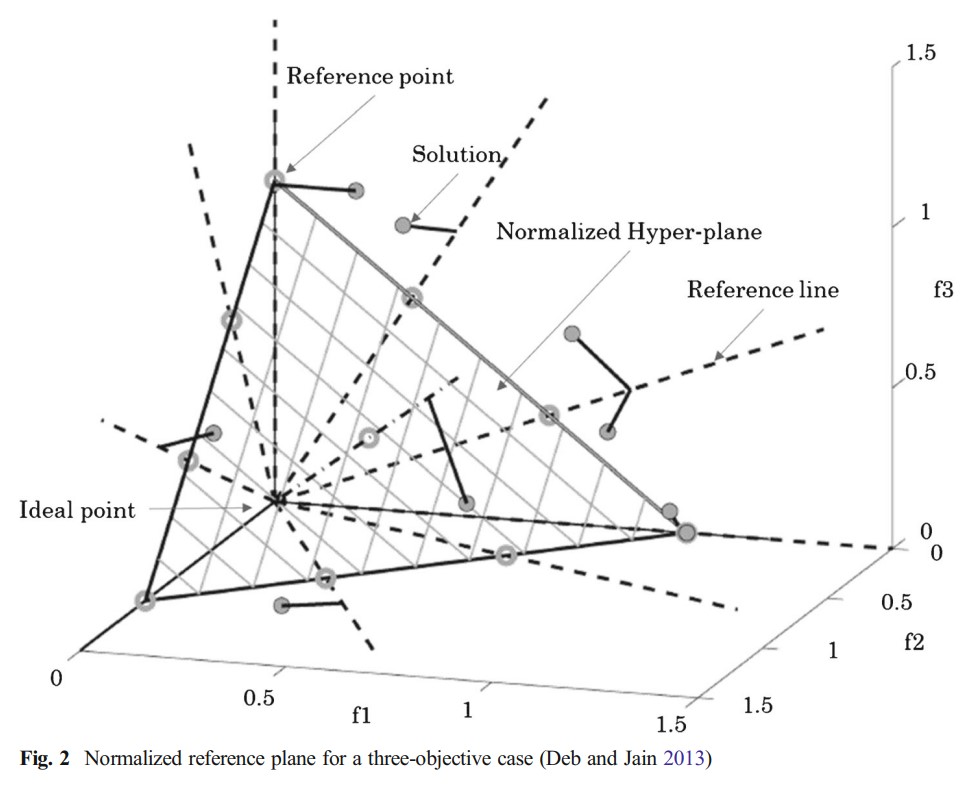 1.5
Reference point
Solution
1
Normalized Hyper-plane
Reference line
f3
0.5
Ideal point
0
0
0.5
f2
1
0
0.5
1.5
f1
1
1.5
Fig. 2 Normalized reference plane for a three-objective case (Deb and Jain 2013)